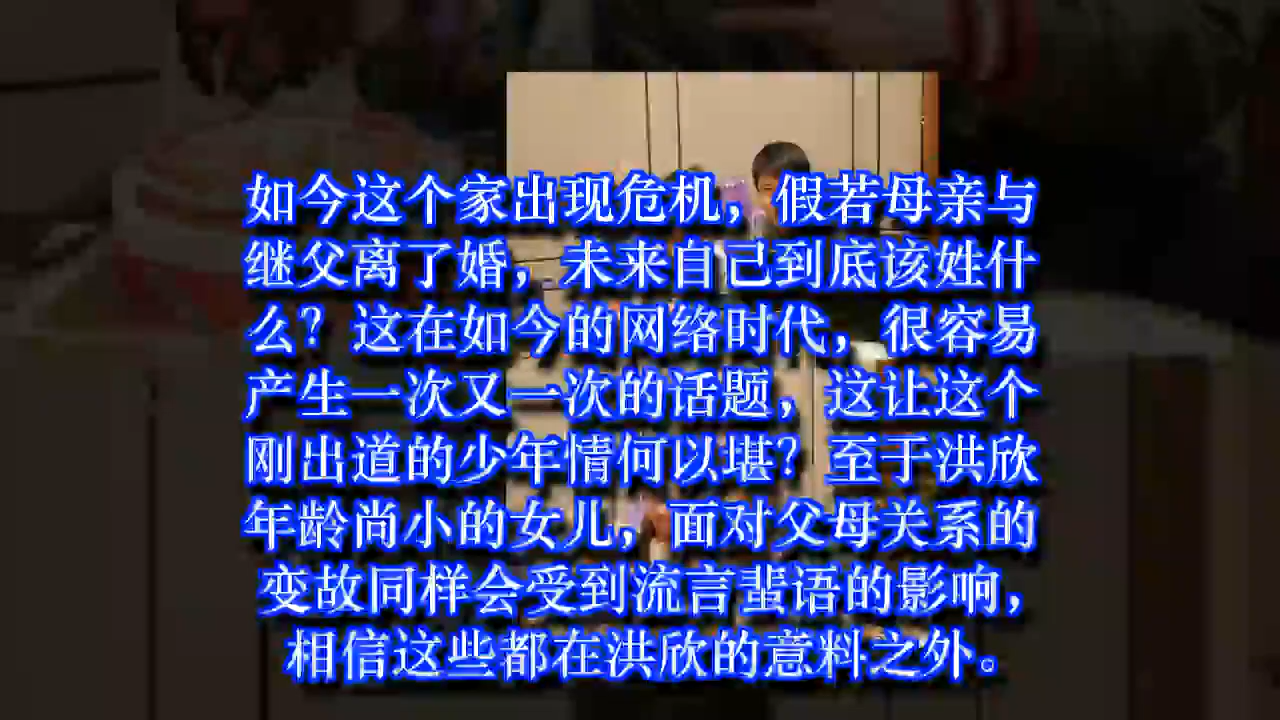 如今这个家出现危机，假若母亲与
继父离了婚，未来自己到底该姓什
么？这在如今的网络时代，很容易
产生一次又一次的话题，这让这个
刚出道的少年情何以堪？至于洪欣
年龄尚小的女儿，面对父母关系的
变故同样会受到流言蜚语的影响，
相信这些都在洪欣的意料之外。